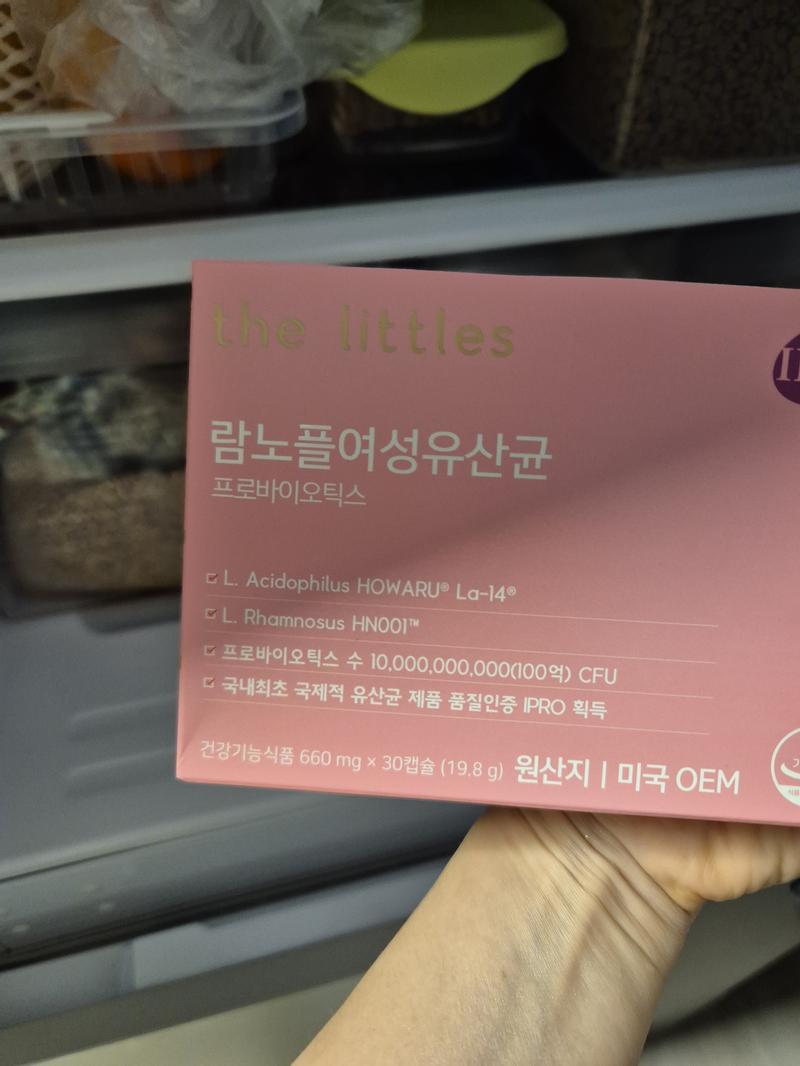 the littles
람노플여성유산균
프로바이오틱스
L. Acidophilus HOWARU® La-14®
L. Rhamnosus HN001™
프로바이오틱스 수 10,000,000,000(100억) CFU
국내최초 국제적 유산균 제품 품질인증 IPRO 획득
건강기능식품 660 mg × 30캡슐 (19.8 g) 원산지 | 미국 OEM